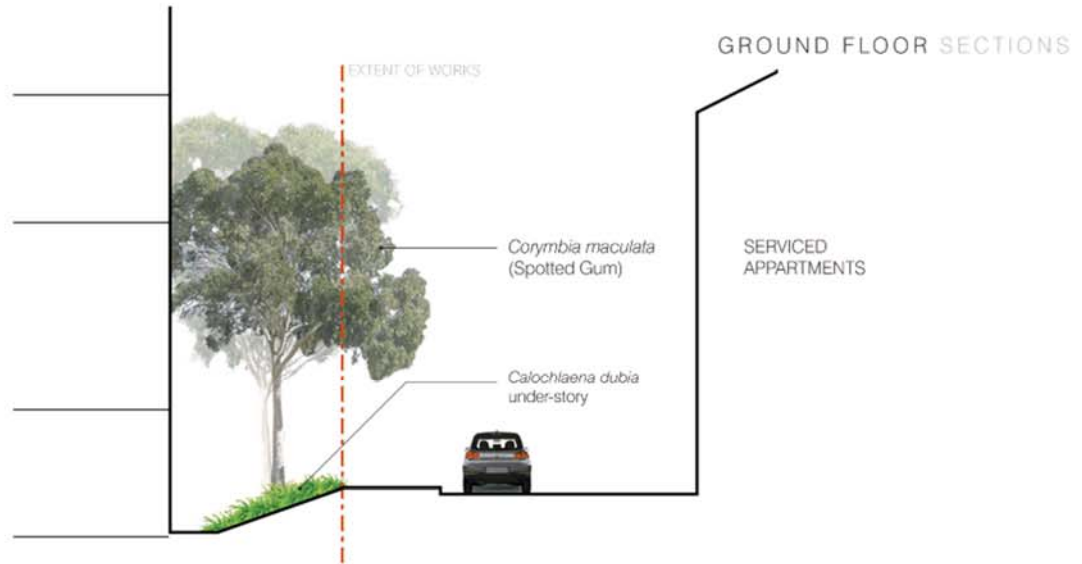 GROUND FLOOR SECTIONS
EXTENT OF WORKS
Corymbia maculata
(Spotted Gum)
SERVICED
APPARTMENTS
Calochlaena dubia
under-story